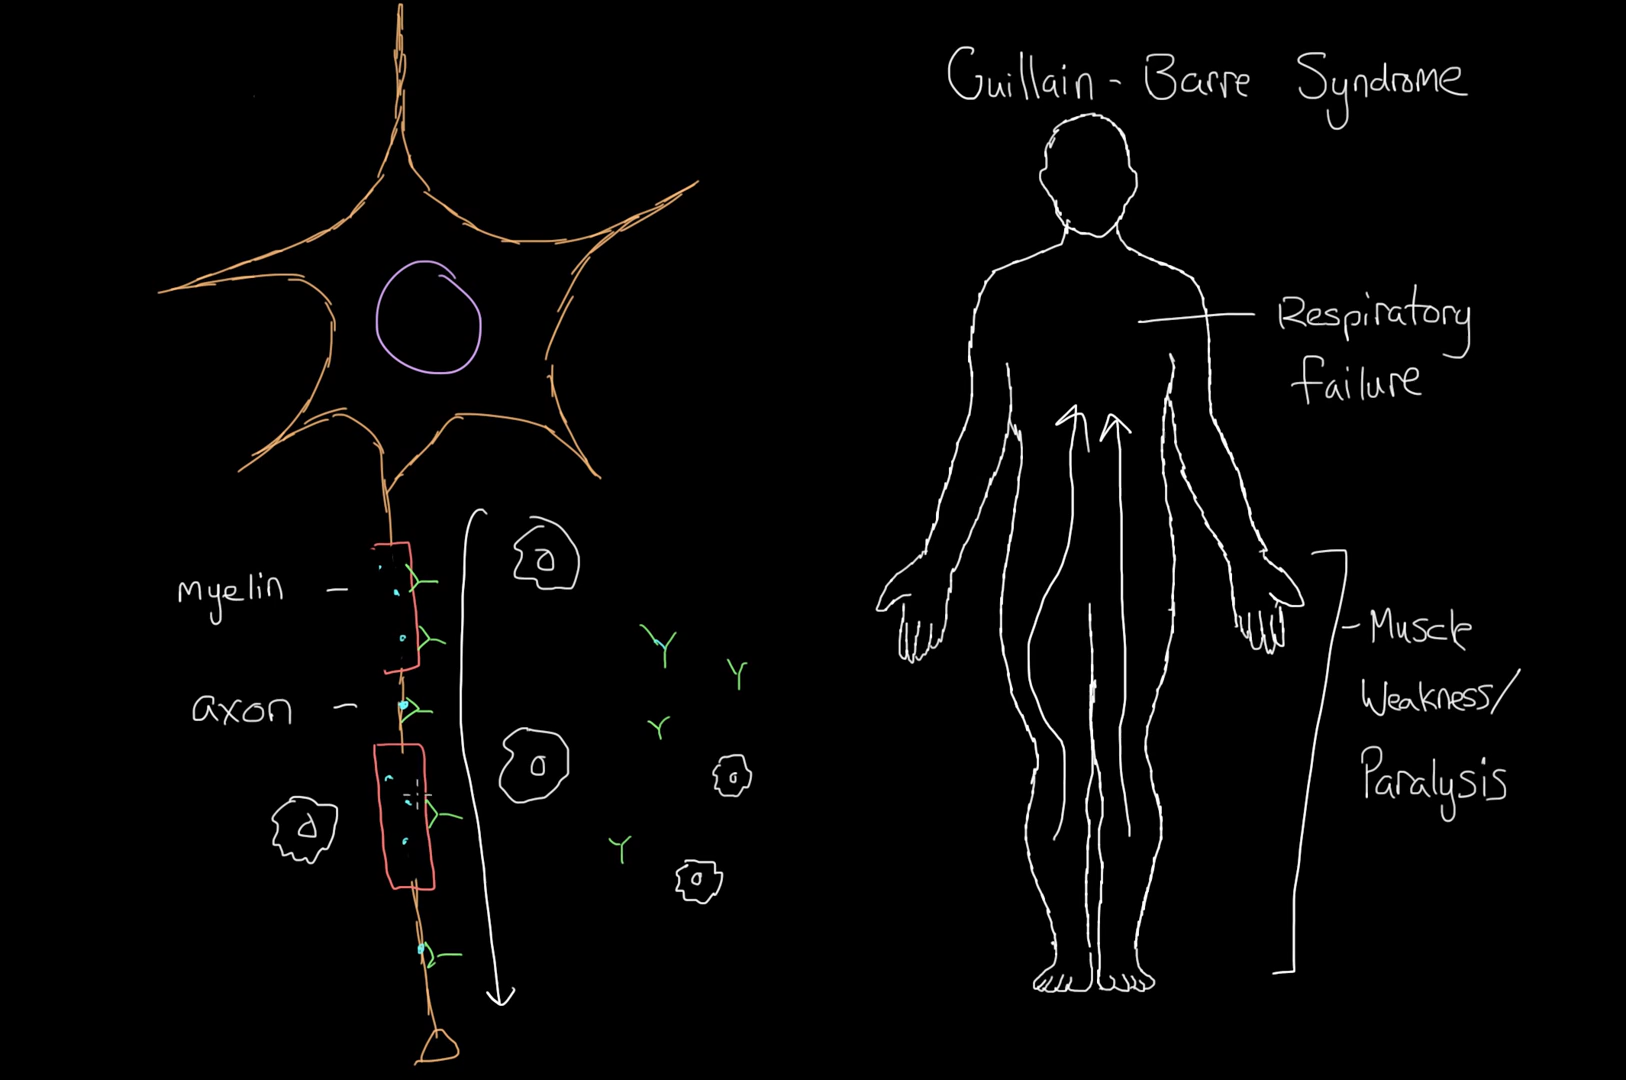 Guillain-Barre Syndrome
Respiratory
failure
myelin -
axon -
- Muscle
Weakness/
Paralysis